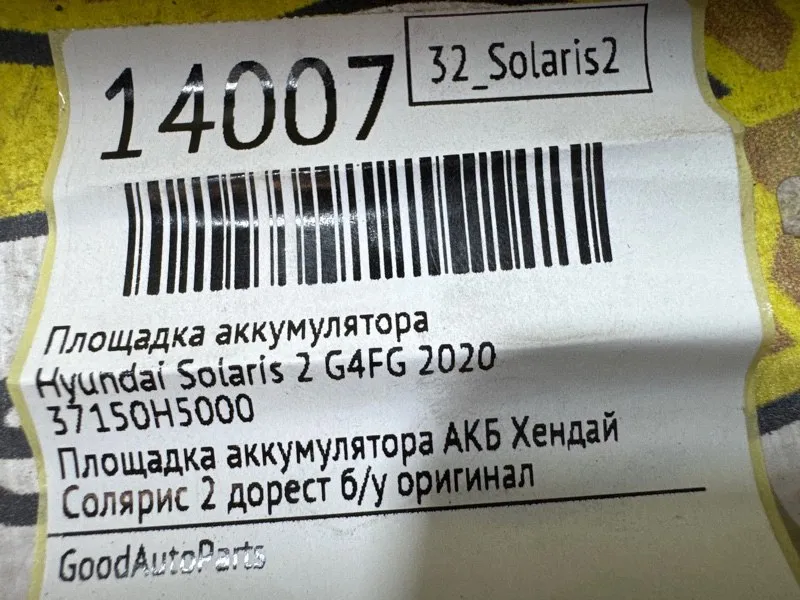 14007
32_Solaris2
Площадка аккумулятора
Hyundai Solaris 2 G4FG 2020
37150H5000
Площадка аккумулятора АКБ Хендай
Солярис 2 дорест б/у оригинал
GoodAutoParts